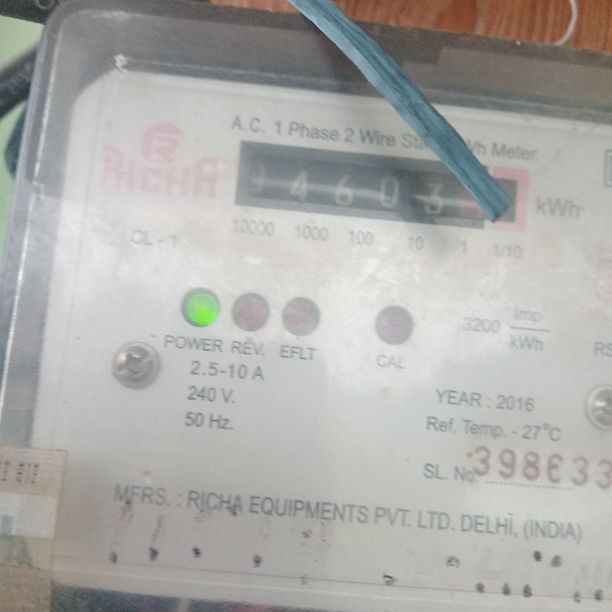 A.C. 1 Phase 2 Wire Wh Meter.
RICHA
4 6 0 3
kWh
10000 1000 100 10 1 1/10
CL - 1
3200 Imp/kWh
POWER REV. EFLT
CAL
2.5-10 A
240 V.
50 Hz.
YEAR : 2016
Ref. Temp. - 27°C
SL. No.
MFRS. : RICHA EQUIPMENTS PVT. LTD. DELHI, (INDIA)